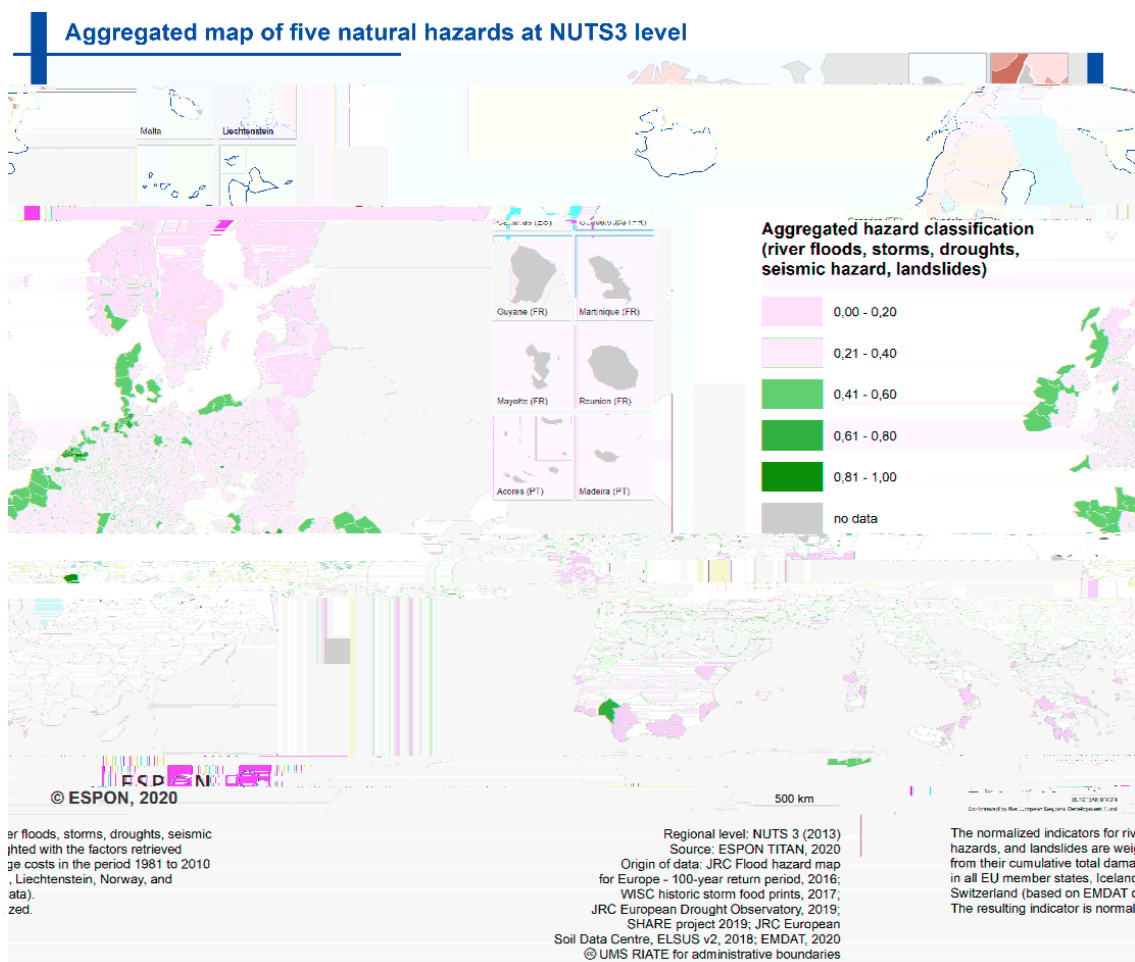 Aggregated map of five natural hazards at NUTS3 level
Malta
Liechtenstein
Aggregated hazard classification
(river floods, storms, droughts,
seismic hazard, landslides)
Guyane (FR)
Martinique (FR)
0,00 - 0,20
0,21 - 0,40
Mayotte (FR)
Reunion (FR)
0,41 - 0,60
0,61 - 0,80
0,81 - 1,00
Acores (PT)
Madeira (PT)
no data
© ESPON, 2020
500 km
er floods, storms, droughts, seismic
ghted with the factors retrieved
ge costs in the period 1981 to 2010
, Liechtenstein, Norway, and
ata).
zed.
Regional level: NUTS 3 (2013)
Source: ESPON TITAN, 2020
Origin of data: JRC Flood hazard map
for Europe - 100-year return period, 2016;
WISC historic storm food prints, 2017;
JRC European Drought Observatory, 2019;
SHARE project 2019; JRC European
Soil Data Centre, ELSUS v2, 2018; EMDAT, 2020
UMS RIATE for administrative boundaries
The normalized indicators for riv
hazards, and landslides are weig
from their cumulative total dama
in all EU member states, Iceland
Switzerland (based on EMDAT d
The resulting indicator is normal